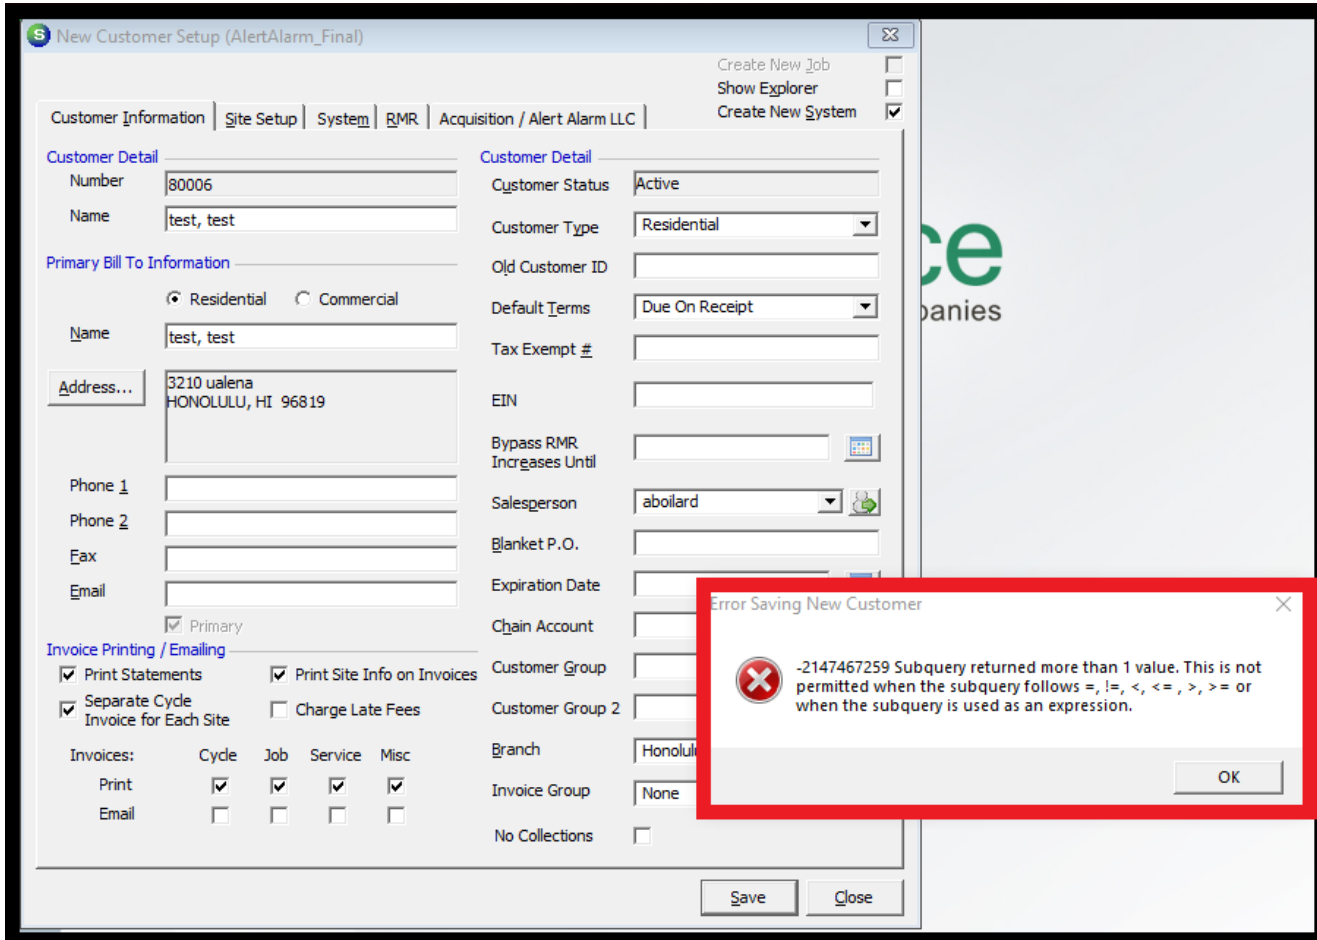 New Customer Setup (AlertAlarm_Final)
Create New Job
Show Explorer
Create New System
Customer Information
Site Setup
System
RMR
Acquisition / Alert Alarm LLC
Customer Detail
Number
80006
Name
test, test
Primary Bill To Information
Residential
Commercial
Name
test, test
Address...
3210 ualena
HONOLULU, HI 96819
Phone 1
Phone 2
Fax
Email
Primary
Invoice Printing / Emailing
Print Statements
Print Site Info on Invoices
Separate Cycle
Invoice for Each Site
Charge Late Fees
Invoices:
Cycle
Job
Service
Misc
Print
Email
Customer Detail
Customer Status
Active
Customer Type
Residential
Old Customer ID
Default Terms
Due On Receipt
Tax Exempt #
EIN
Bypass RMR
Increases Until
Salesperson
aboilard
Blanket P.O.
Expiration Date
Chain Account
Customer Group
Customer Group 2
Branch
Honolul
Invoice Group
None
No Collections
Save
Close
ce
panies
Error Saving New Customer
-2147467259 Subquery returned more than 1 value. This is not
permitted when the subquery follows =, !=, <, <= , >, >= or
when the subquery is used as an expression.
OK